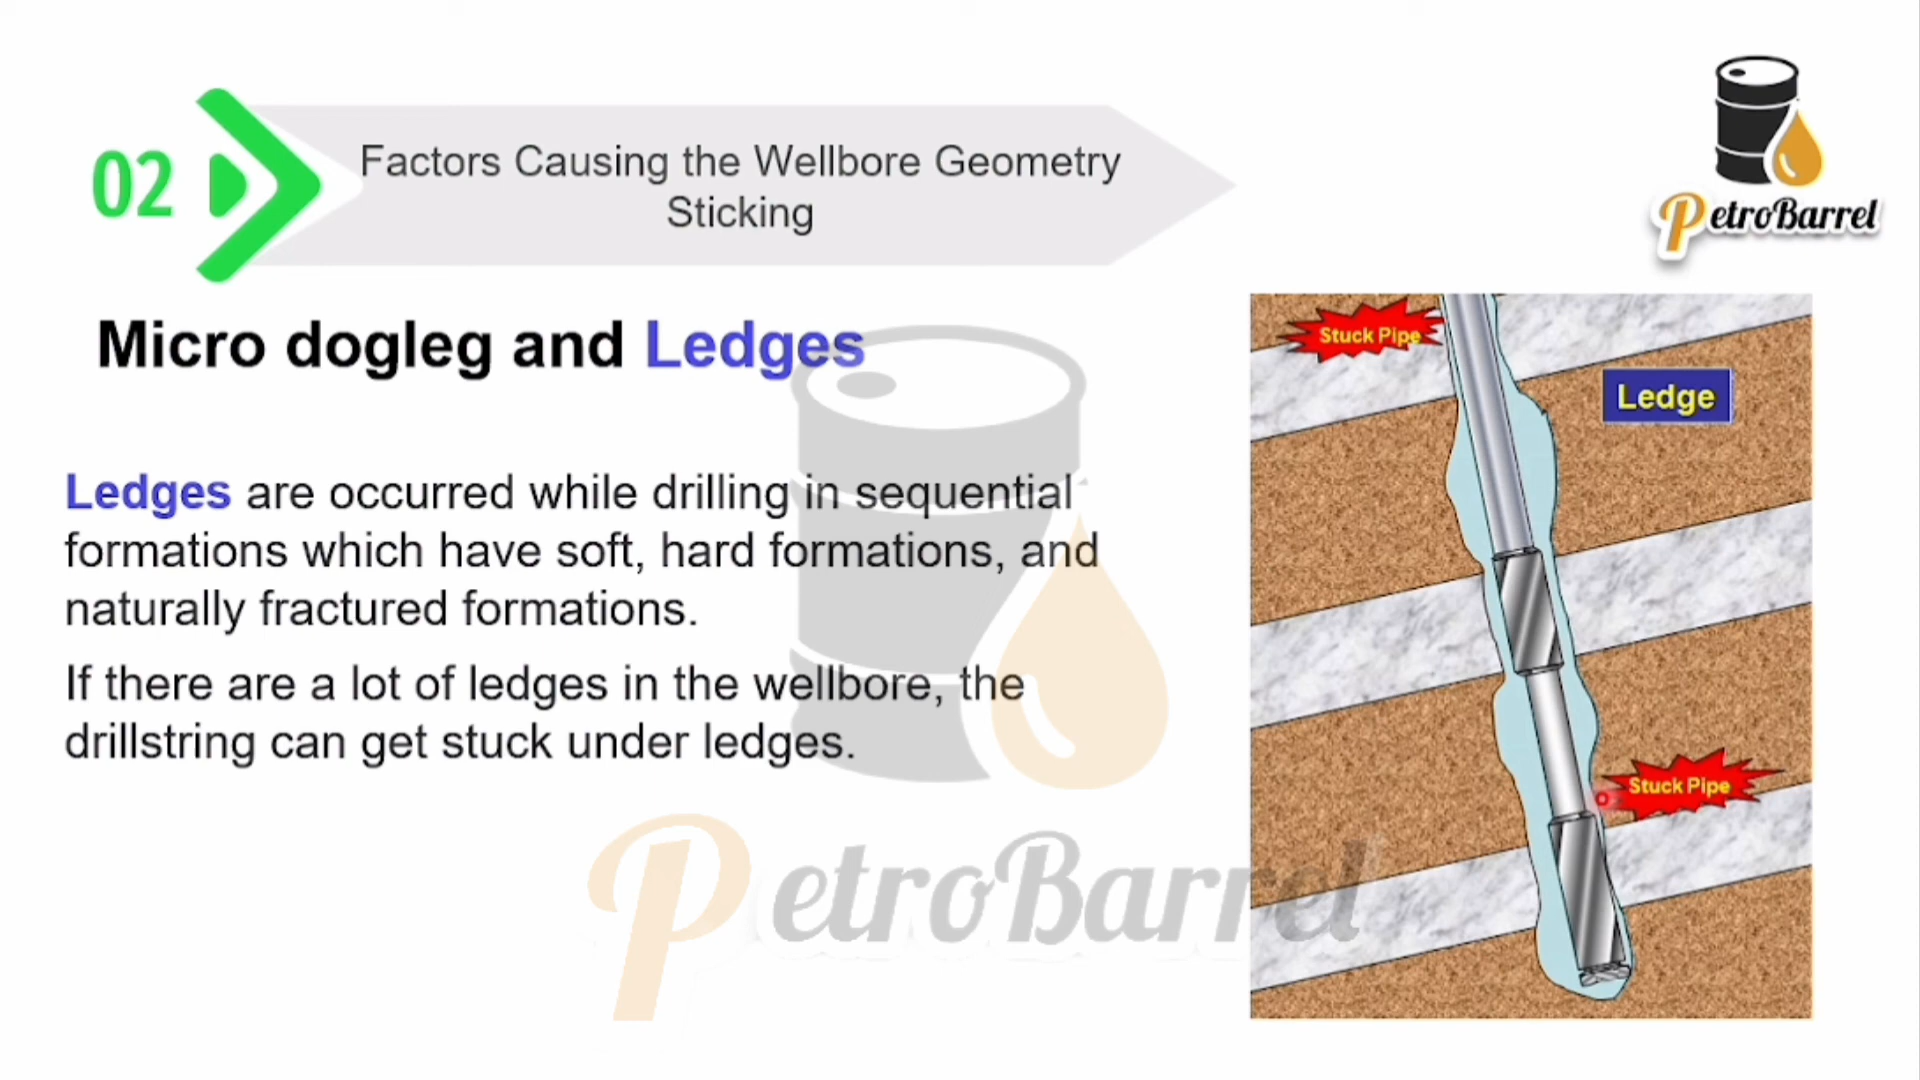 02
Factors Causing the Wellbore Geometry
Sticking
PetroBarrel
Micro dogleg and Ledges
Ledges are occurred while drilling in sequential
formations which have soft, hard formations, and
naturally fractured formations.
If there are a lot of ledges in the wellbore, the
drillstring can get stuck under ledges.
Stuck Pipe
Ledge
Stuck Pipe
PetroBarrel